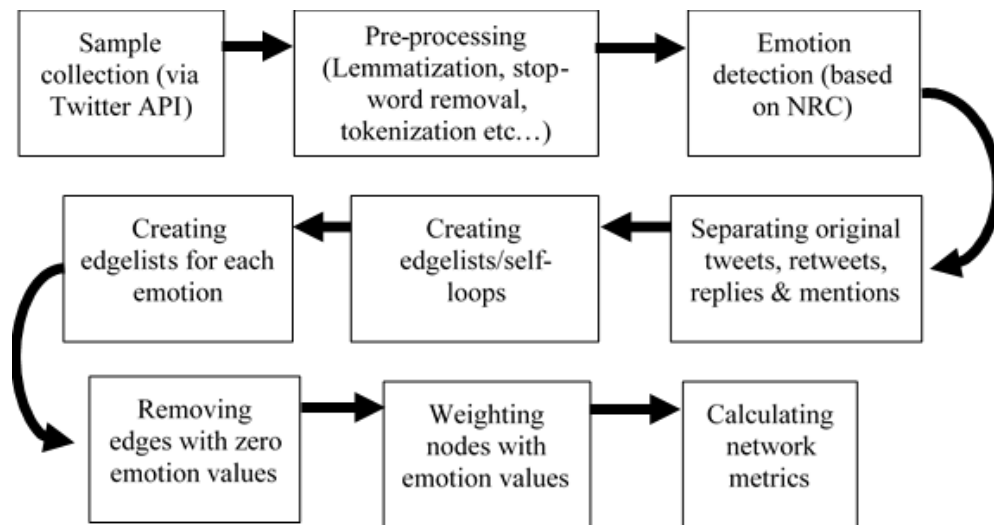 Sample
collection (via
Twitter API)
Pre-processing
(Lemmatization, stop-
word removal,
tokenization etc…)
Emotion
detection (based
on NRC)
Separating original
tweets, retweets,
replies & mentions
Creating
edgelists/self-
loops
Creating
edgelists for each
emotion
Removing
edges with zero
emotion values
Weighting
nodes with
emotion values
Calculating
network
metrics